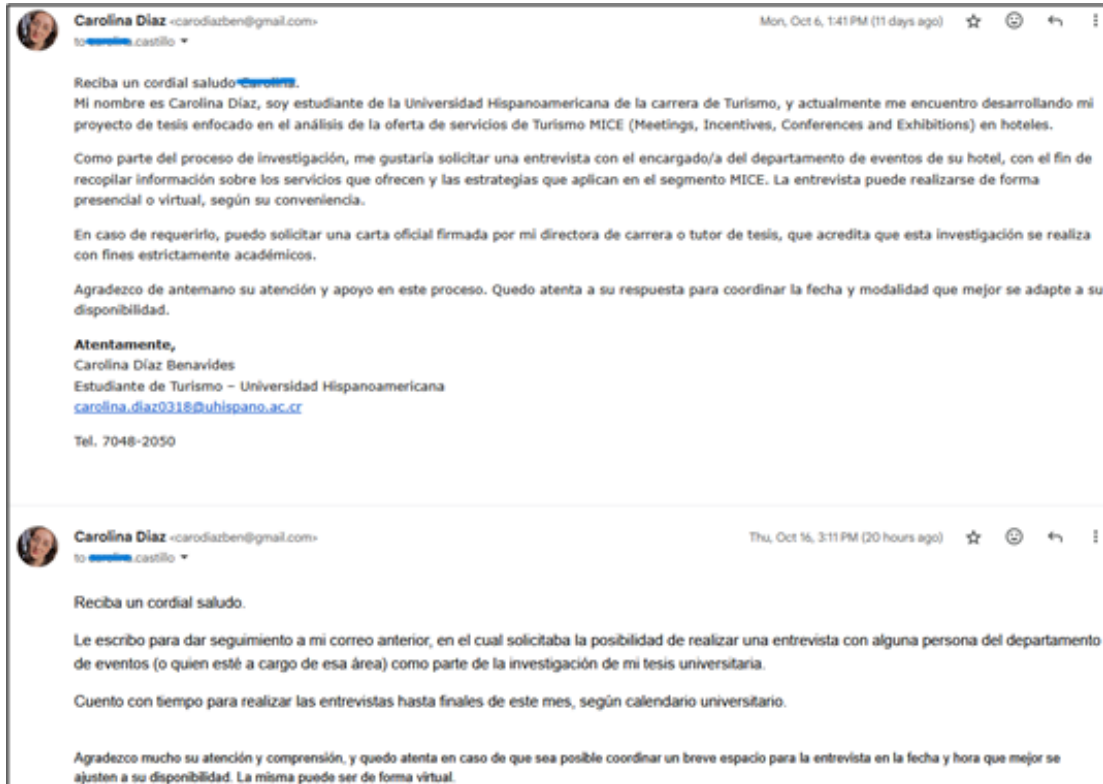 Carolina Diaz <carodiazben@gmail.com> Mon, Oct 6, 1:41 PM (11 days ago)
to .castillo
Reciba un cordial saludo
Mi nombre es Carolina Díaz, soy estudiante de la Universidad Hispanoamericana de la carrera de Turismo, y actualmente me encuentro desarrollando mi
proyecto de tesis enfocado en el análisis de la oferta de servicios de Turismo MICE (Meetings, Incentives, Conferences and Exhibitions) en hoteles.
Como parte del proceso de investigación, me gustaría solicitar una entrevista con el encargado/a del departamento de eventos de su hotel, con el fin de
recopilar información sobre los servicios que ofrecen y las estrategias que aplican en el segmento MICE. La entrevista puede realizarse de forma
presencial o virtual, según su conveniencia.
En caso de requerirlo, puedo solicitar una carta oficial firmada por mi directora de carrera o tutor de tesis, que acredita que esta investigación se realiza
con fines estrictamente académicos.
Agradezco de antemano su atención y apoyo en este proceso. Quedo atenta a su respuesta para coordinar la fecha y modalidad que mejor se adapte a su
disponibilidad.
Atentamente,
Carolina Díaz Benavides
Estudiante de Turismo – Universidad Hispanoamericana
carolina.diaz0318@uhispano.ac.cr
Tel. 7048-2050
Carolina Diaz <carodiazben@gmail.com> Thu, Oct 16, 3:11 PM (20 hours ago)
to .castillo
Reciba un cordial saludo.
Le escribo para dar seguimiento a mi correo anterior, en el cual solicitaba la posibilidad de realizar una entrevista con alguna persona del departamento
de eventos (o quien esté a cargo de esa área) como parte de la investigación de mi tesis universitaria.
Cuento con tiempo para realizar las entrevistas hasta finales de este mes, según calendario universitario.
Agradezco mucho su atención y comprensión, y quedo atenta en caso de que sea posible coordinar un breve espacio para la entrevista en la fecha y hora que mejor se
ajusten a su disponibilidad. La misma puede ser de forma virtual.